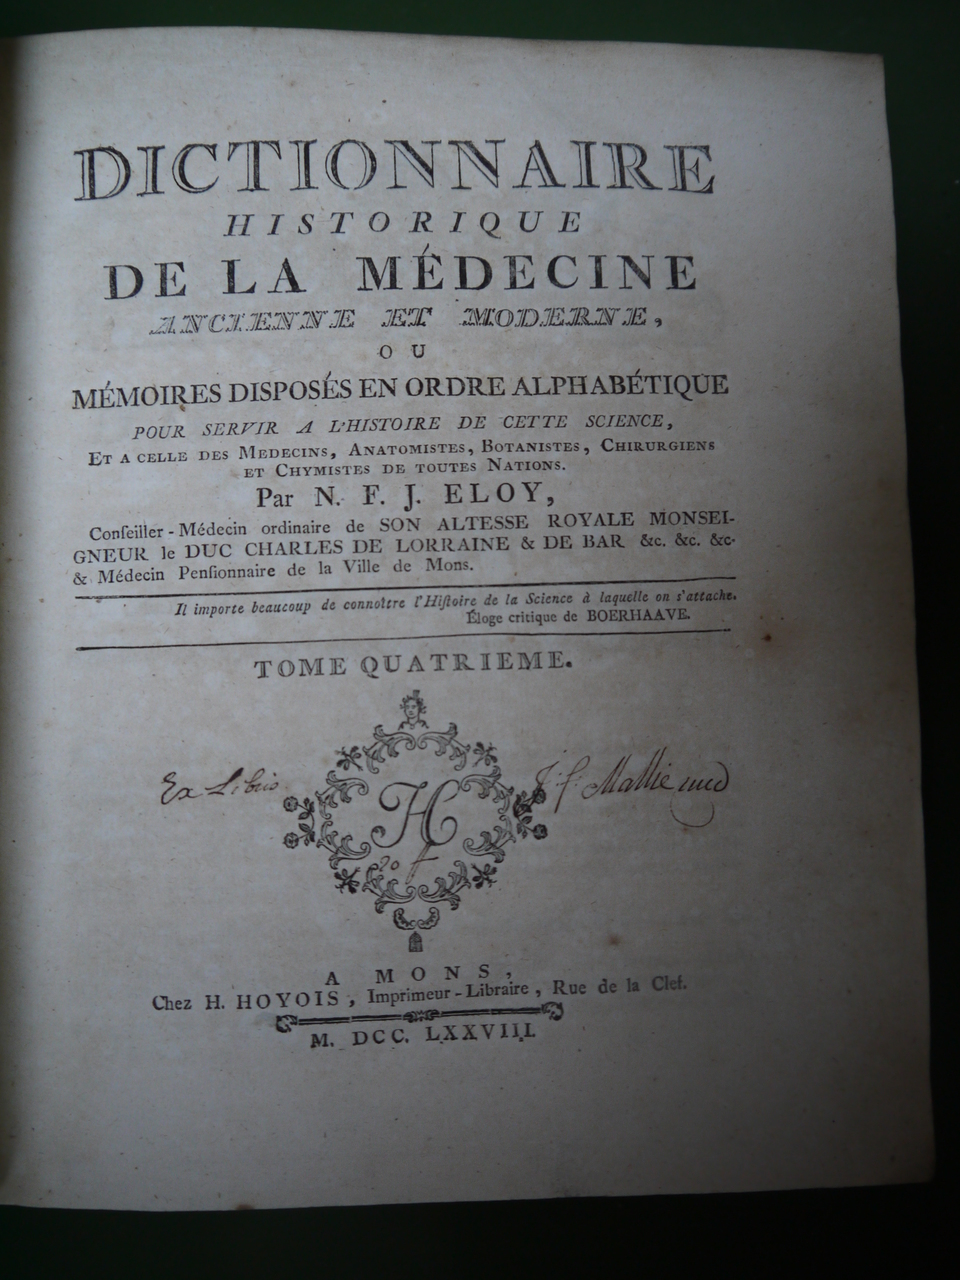 DICTIONNAIRE
HISTORIQUE
DE LA MÉDECINE
ANCIENNE ET MODERNE,
OU
MÉMOIRES DISPOSÉS EN ORDRE ALPHABÉTIQUE
POUR SERVIR A L'HISTOIRE DE CETTE SCIENCE,
ET A CELLE DES MEDECINS, ANATOMISTES, BOTANISTES, CHIRURGIENS
ET CHYMISTES DE TOUTES NATIONS.
Par N. F. J. ELOY,
Conſeiller-Médecin ordinaire de SON ALTESSE ROYALE MONSEI-
GNEUR le DUC CHARLES DE LORRAINE & DE BAR &c. &c. &c.
& Médecin Penſionnaire de la Ville de Mons.
Il importe beaucoup de connoître l'Hiſtoire de la Science à laquelle on s'attache.
Éloge critique de BOERHAAVE.
TOME QUATRIEME.
Ex Libris
H
A MONS,
Chez H. HOYOIS, Imprimeur-Libraire, Rue de la Clef.
M. DCC. LXXVIII.